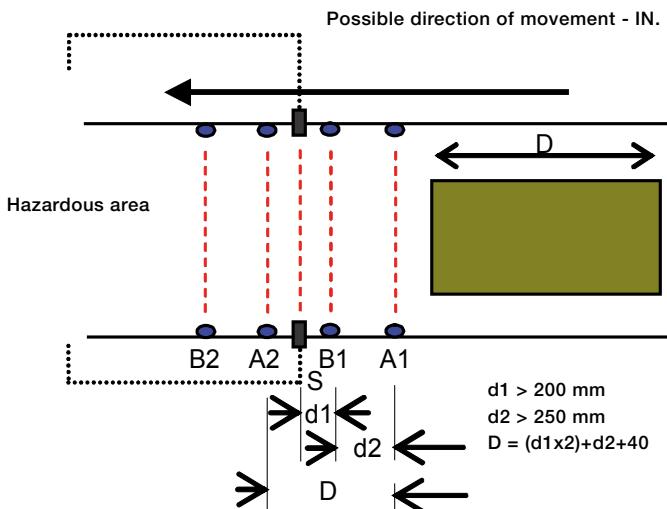 Possible direction of movement - IN.
D
Hazardous area
B2 A2 B1 A1
S
d1
d2
D
d1 > 200 mm
d2 > 250 mm
D = (d1x2)+d2+40